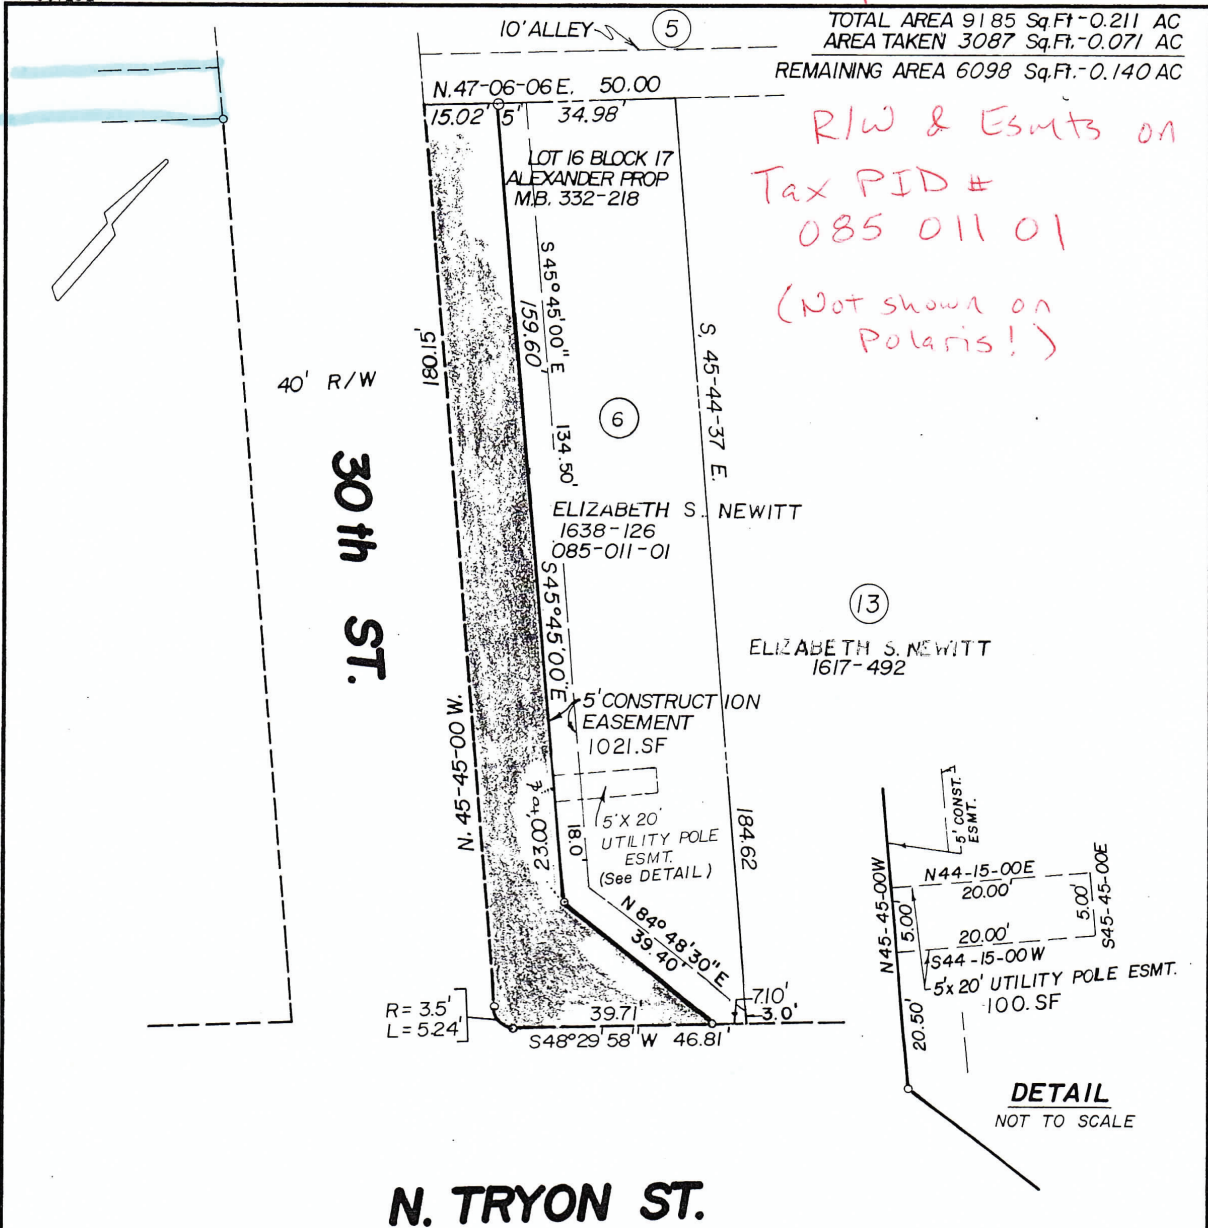 10' ALLEY
5
TOTAL AREA 9185 Sq.Ft-0.211 AC
AREA TAKEN 3087 Sq.Ft.-0.071 AC
REMAINING AREA 6098 Sq.Ft.-0.140 AC
R/W & Esmts on
Tax PID #
085 011 01
(Not shown on
Polaris!)
N.47-06-06 E. 50.00
15.02' 5' 34.98'
LOT 16 BLOCK 17
ALEXANDER PROP
M.B. 332-218
S 45°45'00" E
159.60'
134.50'
S. 45-44-37 E.
184.62
180.15'
N. 45-45-00 W.
40' R/W
30th ST.
6
ELIZABETH S. NEWITT
1638-126
085-011-01
S45°45'00"E
13
ELIZABETH S. NEWITT
1617-492
5' CONSTRUCTION
EASEMENT
1021.SF
5' X 20'
UTILITY POLE
ESMT.
(See DETAIL)
18.0'
N 84°48'30" E
39.40'
7.10'
3.0'
R= 3.5'
L= 5.24'
39.71
S48°29'58" W 46.81'
5' CONST.
ESMT.
N45-45-00W
N44-15-00E
20.00'
5.00'
5.00'
S45-45-00E
20.00'
S44-15-00 W
5'x 20' UTILITY POLE ESMT.
100. SF
20.50'
DETAIL
NOT TO SCALE
N. TRYON ST.